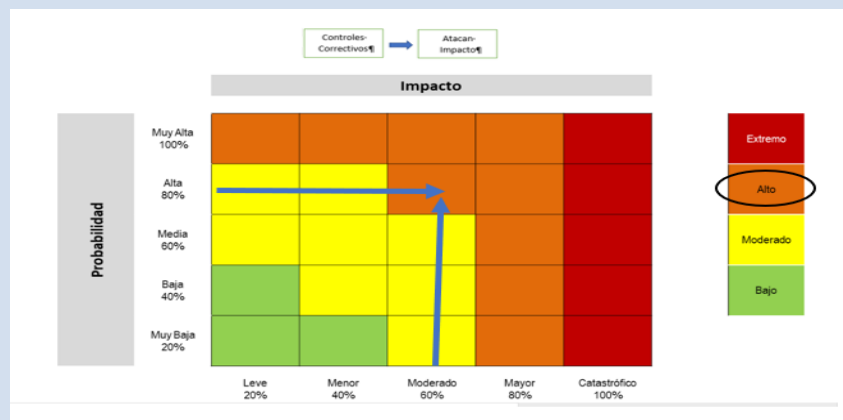 Controles-
Correctivos¶
Atacan-
Impacto¶
Impacto
Probabilidad
Muy Alta
100%
Alta
80%
Media
60%
Baja
40%
Muy Baja
20%
Leve
20%
Menor
40%
Moderado
60%
Mayor
80%
Catastrófico
100%
Extremo
Alto
Moderado
Bajo